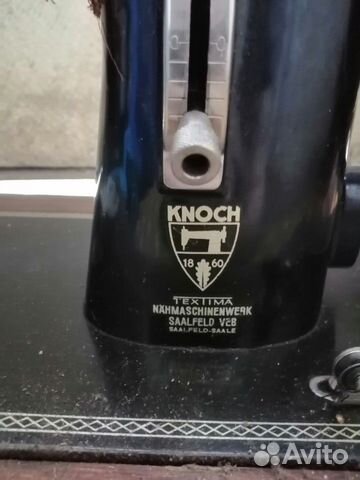 KNOCH
18 60
TEXTIMA
NÄHMASCHINENWERK
SAALFELD VEB
SAALFELD-SAALE
Avito